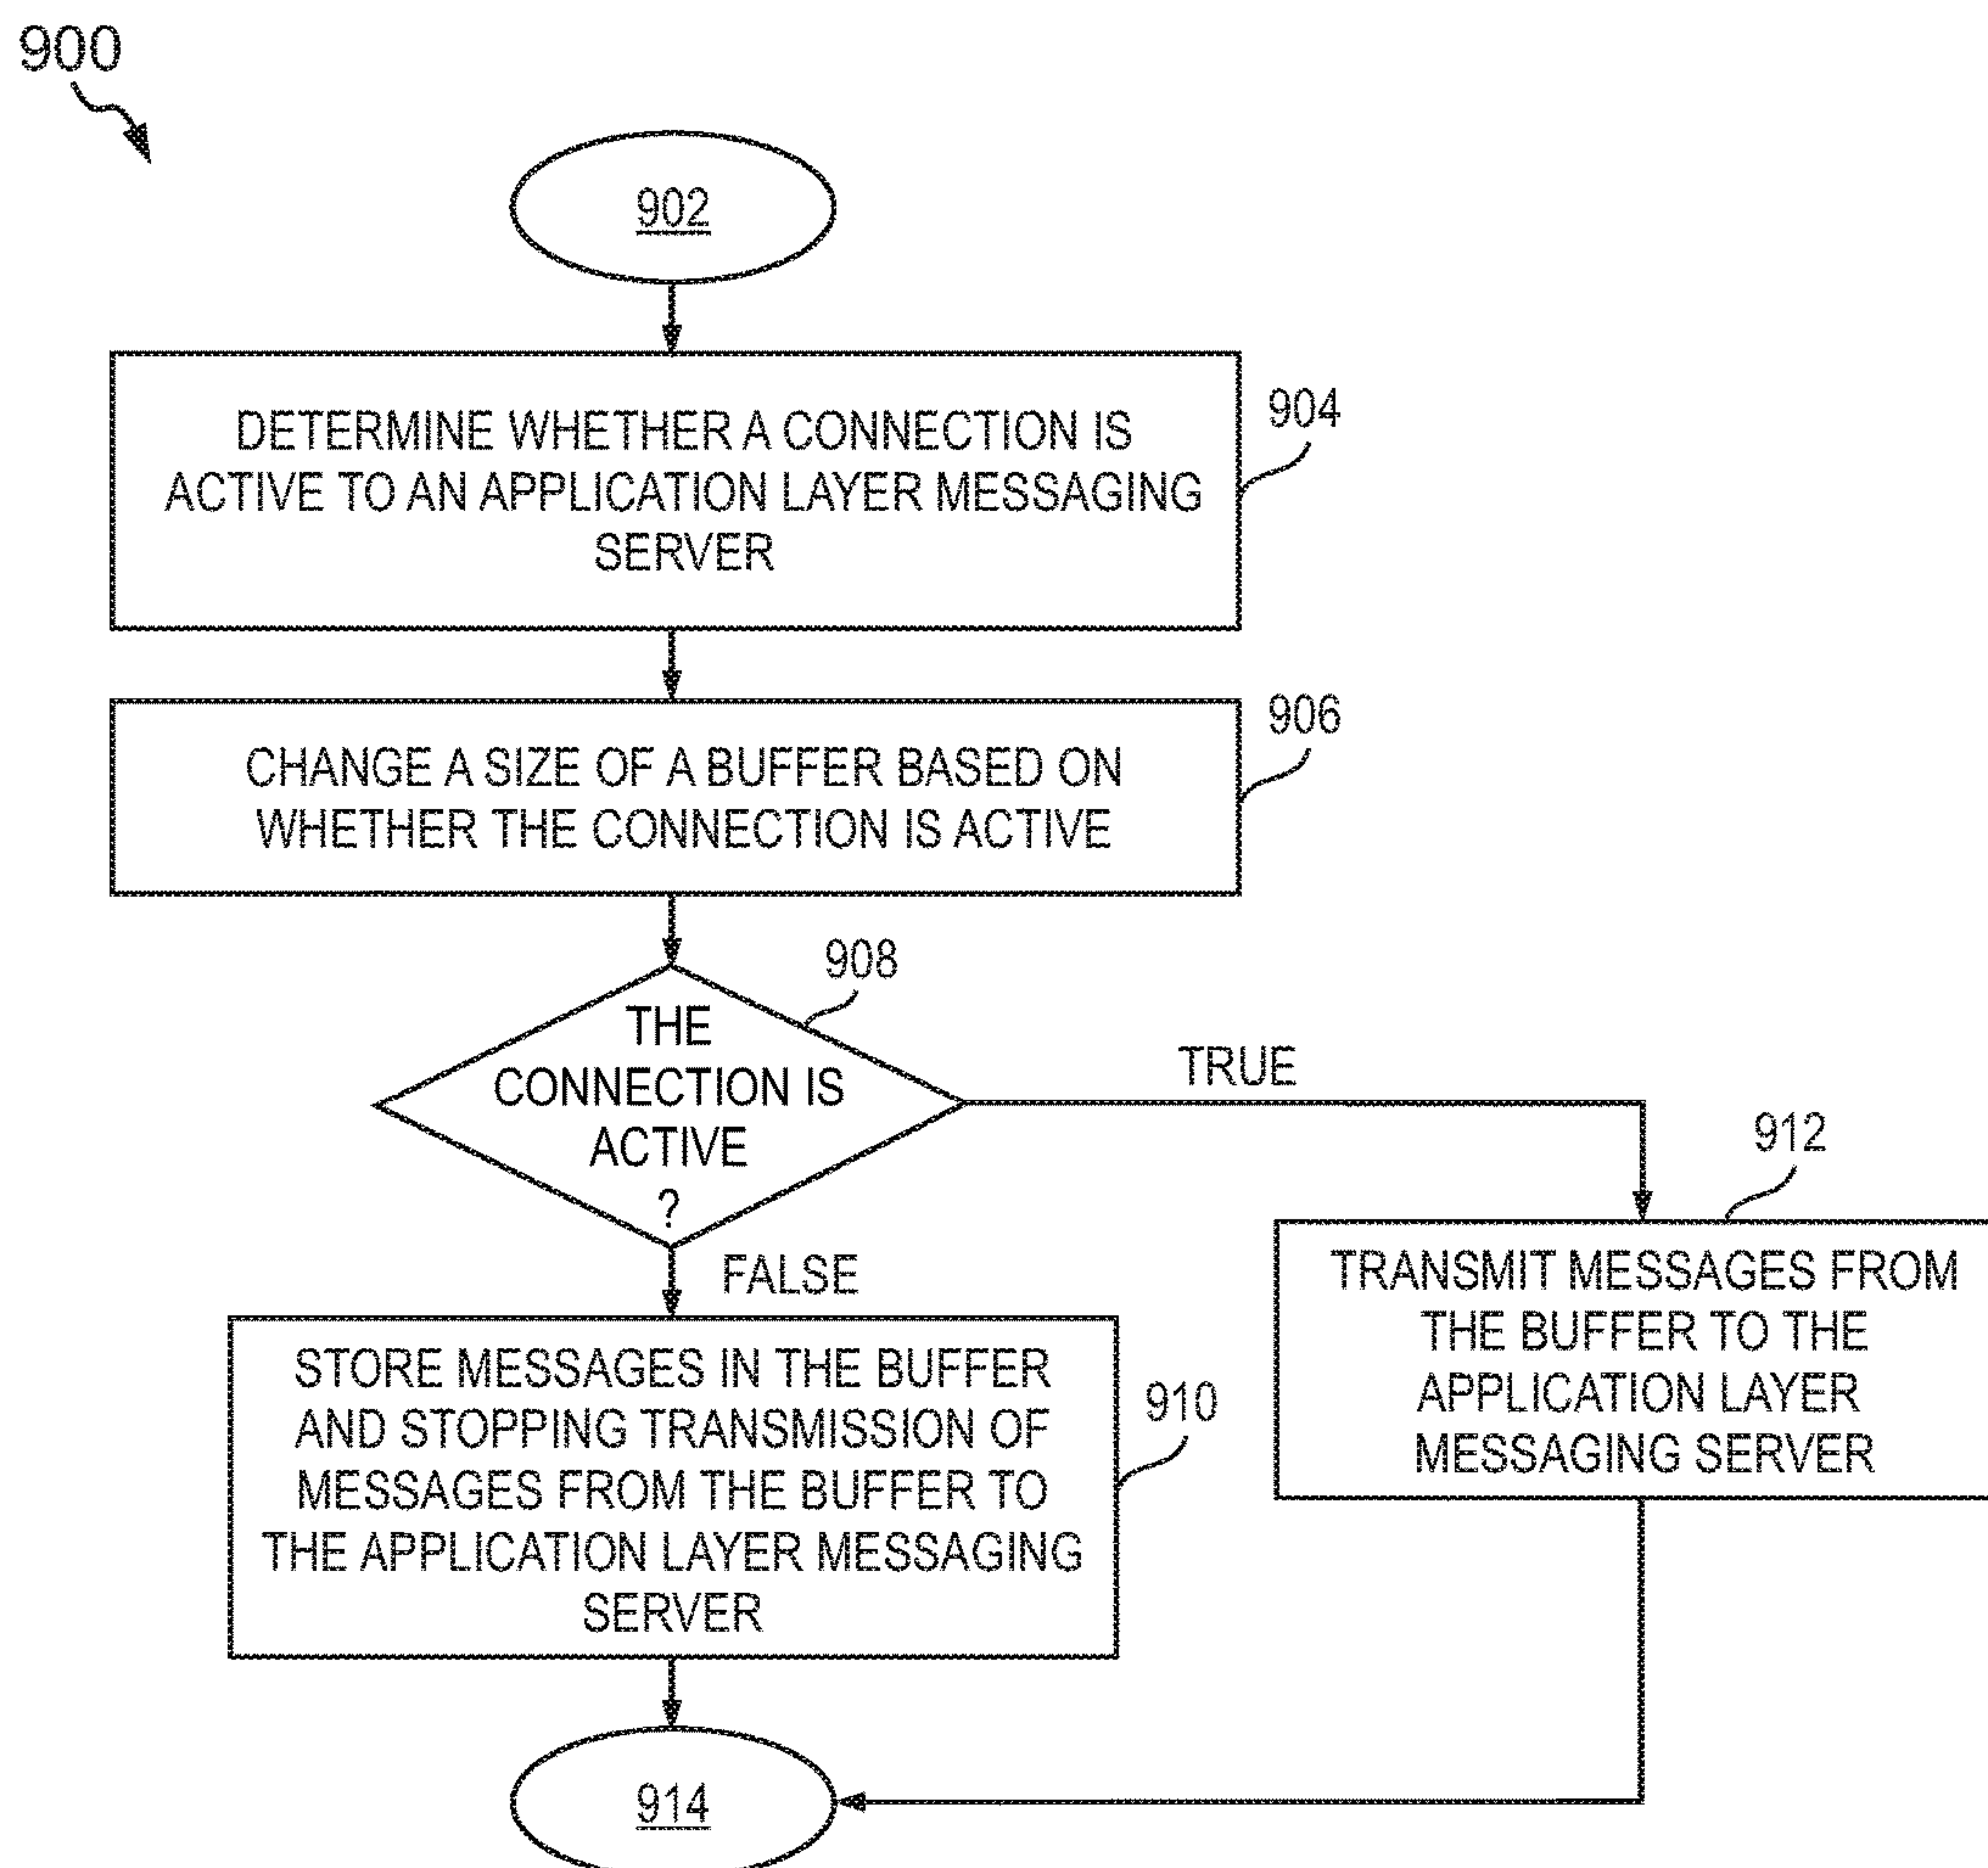 900
902
DETERMINE WHETHER A CONNECTION IS
ACTIVE TO AN APPLICATION LAYER MESSAGING
SERVER
904
CHANGE A SIZE OF A BUFFER BASED ON
WHETHER THE CONNECTION IS ACTIVE
906
908
THE
CONNECTION IS
ACTIVE
?
TRUE
FALSE
912
TRANSMIT MESSAGES FROM
THE BUFFER TO THE
APPLICATION LAYER
MESSAGING SERVER
STORE MESSAGES IN THE BUFFER
AND STOPPING TRANSMISSION OF
MESSAGES FROM THE BUFFER TO
THE APPLICATION LAYER MESSAGING
SERVER
910
914